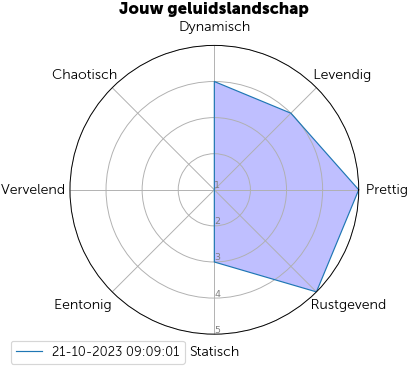 Jouw geluidslandschap
Dynamisch
Chaotisch
Levendig
Vervelend
1
Prettig
2
3
4
Eentonig
Rustgevend
5
21-10-2023 09:09:01
Statisch